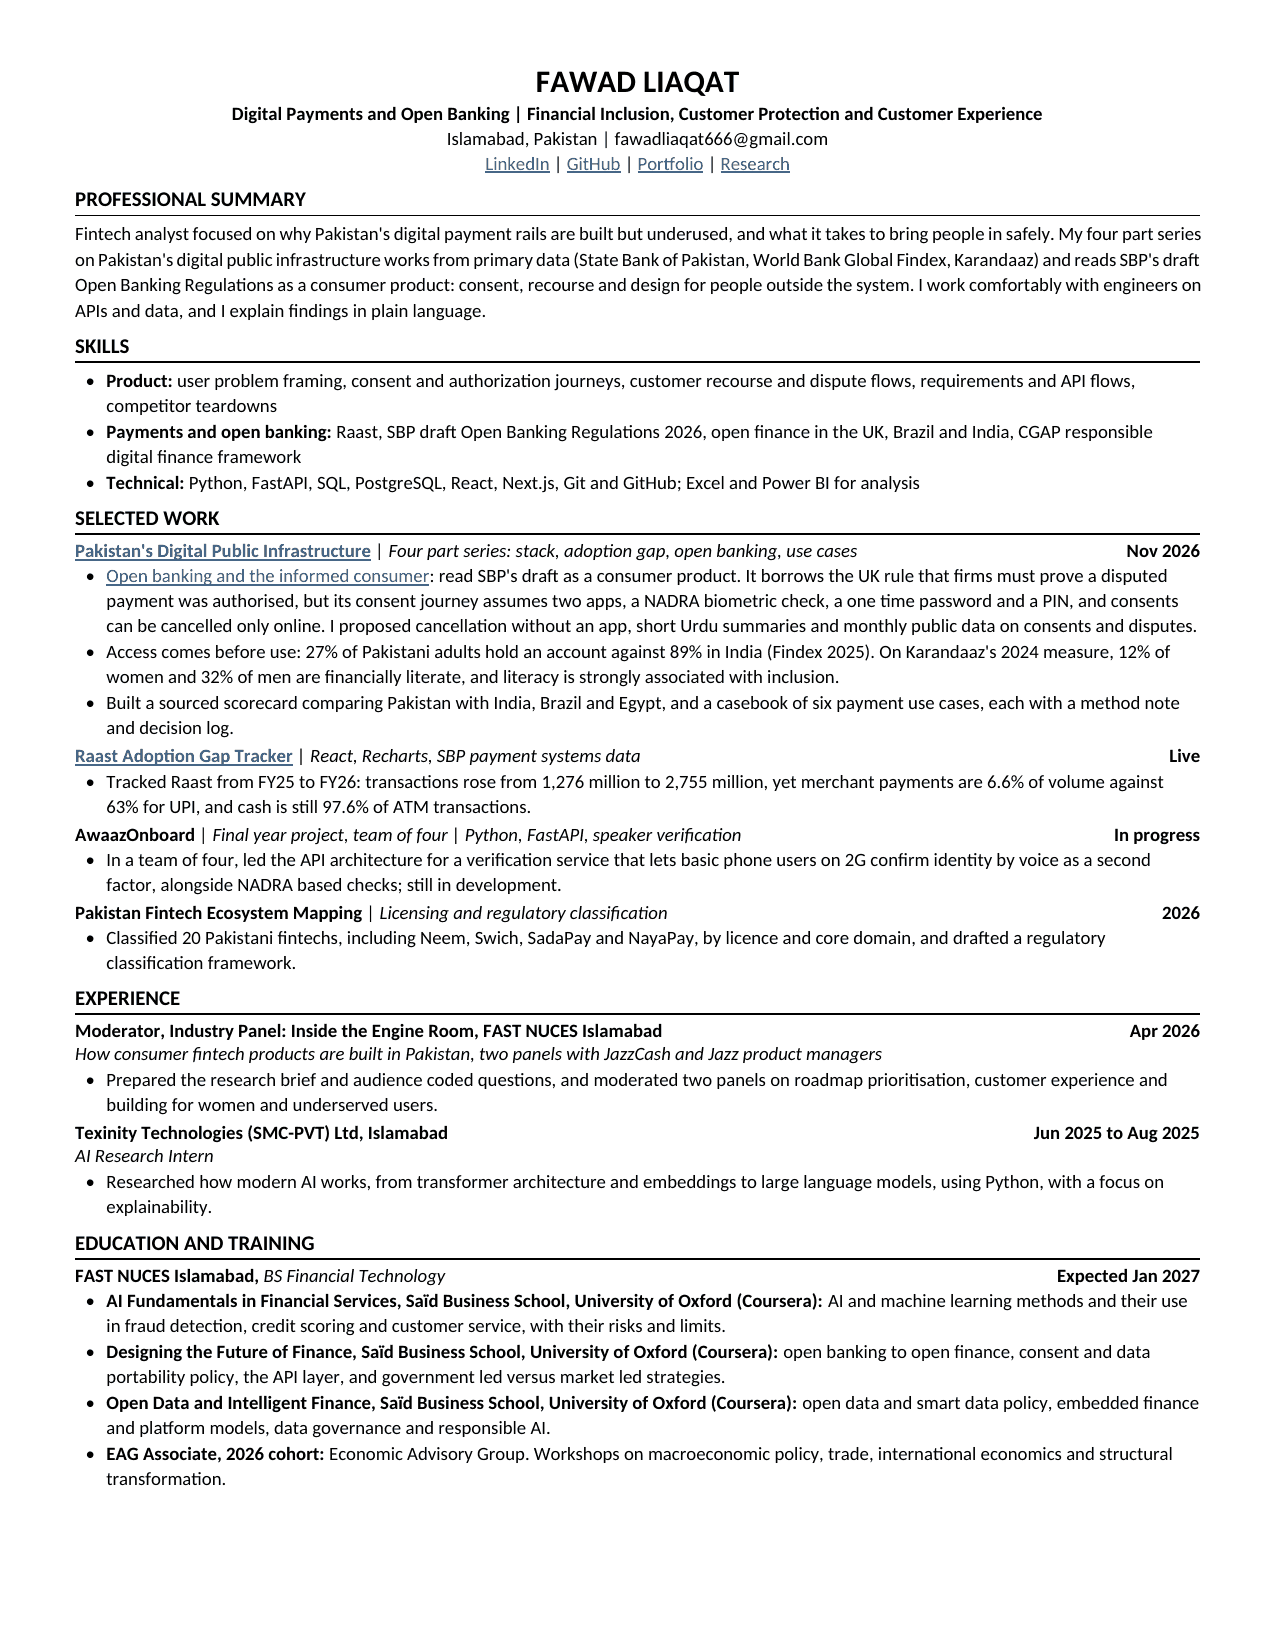 FAWAD LIAQAT
Digital Payments and Open Banking | Financial Inclusion, Customer Protection and Customer Experience
Islamabad, Pakistan | fawadliaqat666@gmail.com
LinkedIn | GitHub | Portfolio | Research
PROFESSIONAL SUMMARY
Fintech analyst focused on why Pakistan's digital payment rails are built but underused, and what it takes to bring people in safely. My four part series
on Pakistan's digital public infrastructure works from primary data (State Bank of Pakistan, World Bank Global Findex, Karandaaz) and reads SBP's draft
Open Banking Regulations as a consumer product: consent, recourse and design for people outside the system. I work comfortably with engineers on
APIs and data, and I explain findings in plain language.
SKILLS
• Product: user problem framing, consent and authorization journeys, customer recourse and dispute flows, requirements and API flows,
competitor teardowns
• Payments and open banking: Raast, SBP draft Open Banking Regulations 2026, open finance in the UK, Brazil and India, CGAP responsible
digital finance framework
• Technical: Python, FastAPI, SQL, PostgreSQL, React, Next.js, Git and GitHub; Excel and Power BI for analysis
SELECTED WORK
Pakistan's Digital Public Infrastructure | Four part series: stack, adoption gap, open banking, use cases Nov 2026
• Open banking and the informed consumer: read SBP's draft as a consumer product. It borrows the UK rule that firms must prove a disputed
payment was authorised, but its consent journey assumes two apps, a NADRA biometric check, a one time password and a PIN, and consents
can be cancelled only online. I proposed cancellation without an app, short Urdu summaries and monthly public data on consents and disputes.
• Access comes before use: 27% of Pakistani adults hold an account against 89% in India (Findex 2025). On Karandaaz's 2024 measure, 12% of
women and 32% of men are financially literate, and literacy is strongly associated with inclusion.
• Built a sourced scorecard comparing Pakistan with India, Brazil and Egypt, and a casebook of six payment use cases, each with a method note
and decision log.
Raast Adoption Gap Tracker | React, Recharts, SBP payment systems data Live
• Tracked Raast from FY25 to FY26: transactions rose from 1,276 million to 2,755 million, yet merchant payments are 6.6% of volume against
63% for UPI, and cash is still 97.6% of ATM transactions.
AwaazOnboard | Final year project, team of four | Python, FastAPI, speaker verification In progress
• In a team of four, led the API architecture for a verification service that lets basic phone users on 2G confirm identity by voice as a second
factor, alongside NADRA based checks; still in development.
Pakistan Fintech Ecosystem Mapping | Licensing and regulatory classification 2026
• Classified 20 Pakistani fintechs, including Neem, Swich, SadaPay and NayaPay, by licence and core domain, and drafted a regulatory
classification framework.
EXPERIENCE
Moderator, Industry Panel: Inside the Engine Room, FAST NUCES Islamabad Apr 2026
How consumer fintech products are built in Pakistan, two panels with JazzCash and Jazz product managers
• Prepared the research brief and audience coded questions, and moderated two panels on roadmap prioritisation, customer experience and
building for women and underserved users.
Texinity Technologies (SMC-PVT) Ltd, Islamabad Jun 2025 to Aug 2025
AI Research Intern
• Researched how modern AI works, from transformer architecture and embeddings to large language models, using Python, with a focus on
explainability.
EDUCATION AND TRAINING
FAST NUCES Islamabad, BS Financial Technology Expected Jan 2027
• AI Fundamentals in Financial Services, Saïd Business School, University of Oxford (Coursera): AI and machine learning methods and their use
in fraud detection, credit scoring and customer service, with their risks and limits.
• Designing the Future of Finance, Saïd Business School, University of Oxford (Coursera): open banking to open finance, consent and data
portability policy, the API layer, and government led versus market led strategies.
• Open Data and Intelligent Finance, Saïd Business School, University of Oxford (Coursera): open data and smart data policy, embedded finance
and platform models, data governance and responsible AI.
• EAG Associate, 2026 cohort: Economic Advisory Group. Workshops on macroeconomic policy, trade, international economics and structural
transformation.